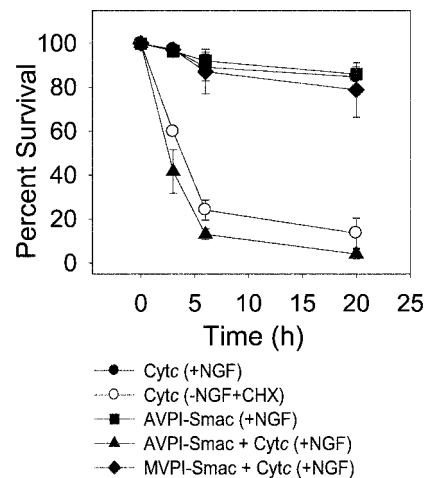 100
80
60
40
20
0
Percent Survival
0 5 10 15 20 25
Time (h)
Cytc (+NGF)
Cytc (-NGF+CHX)
AVPI-Smac (+NGF)
AVPI-Smac + Cytc (+NGF)
MVPI-Smac + Cytc (+NGF)